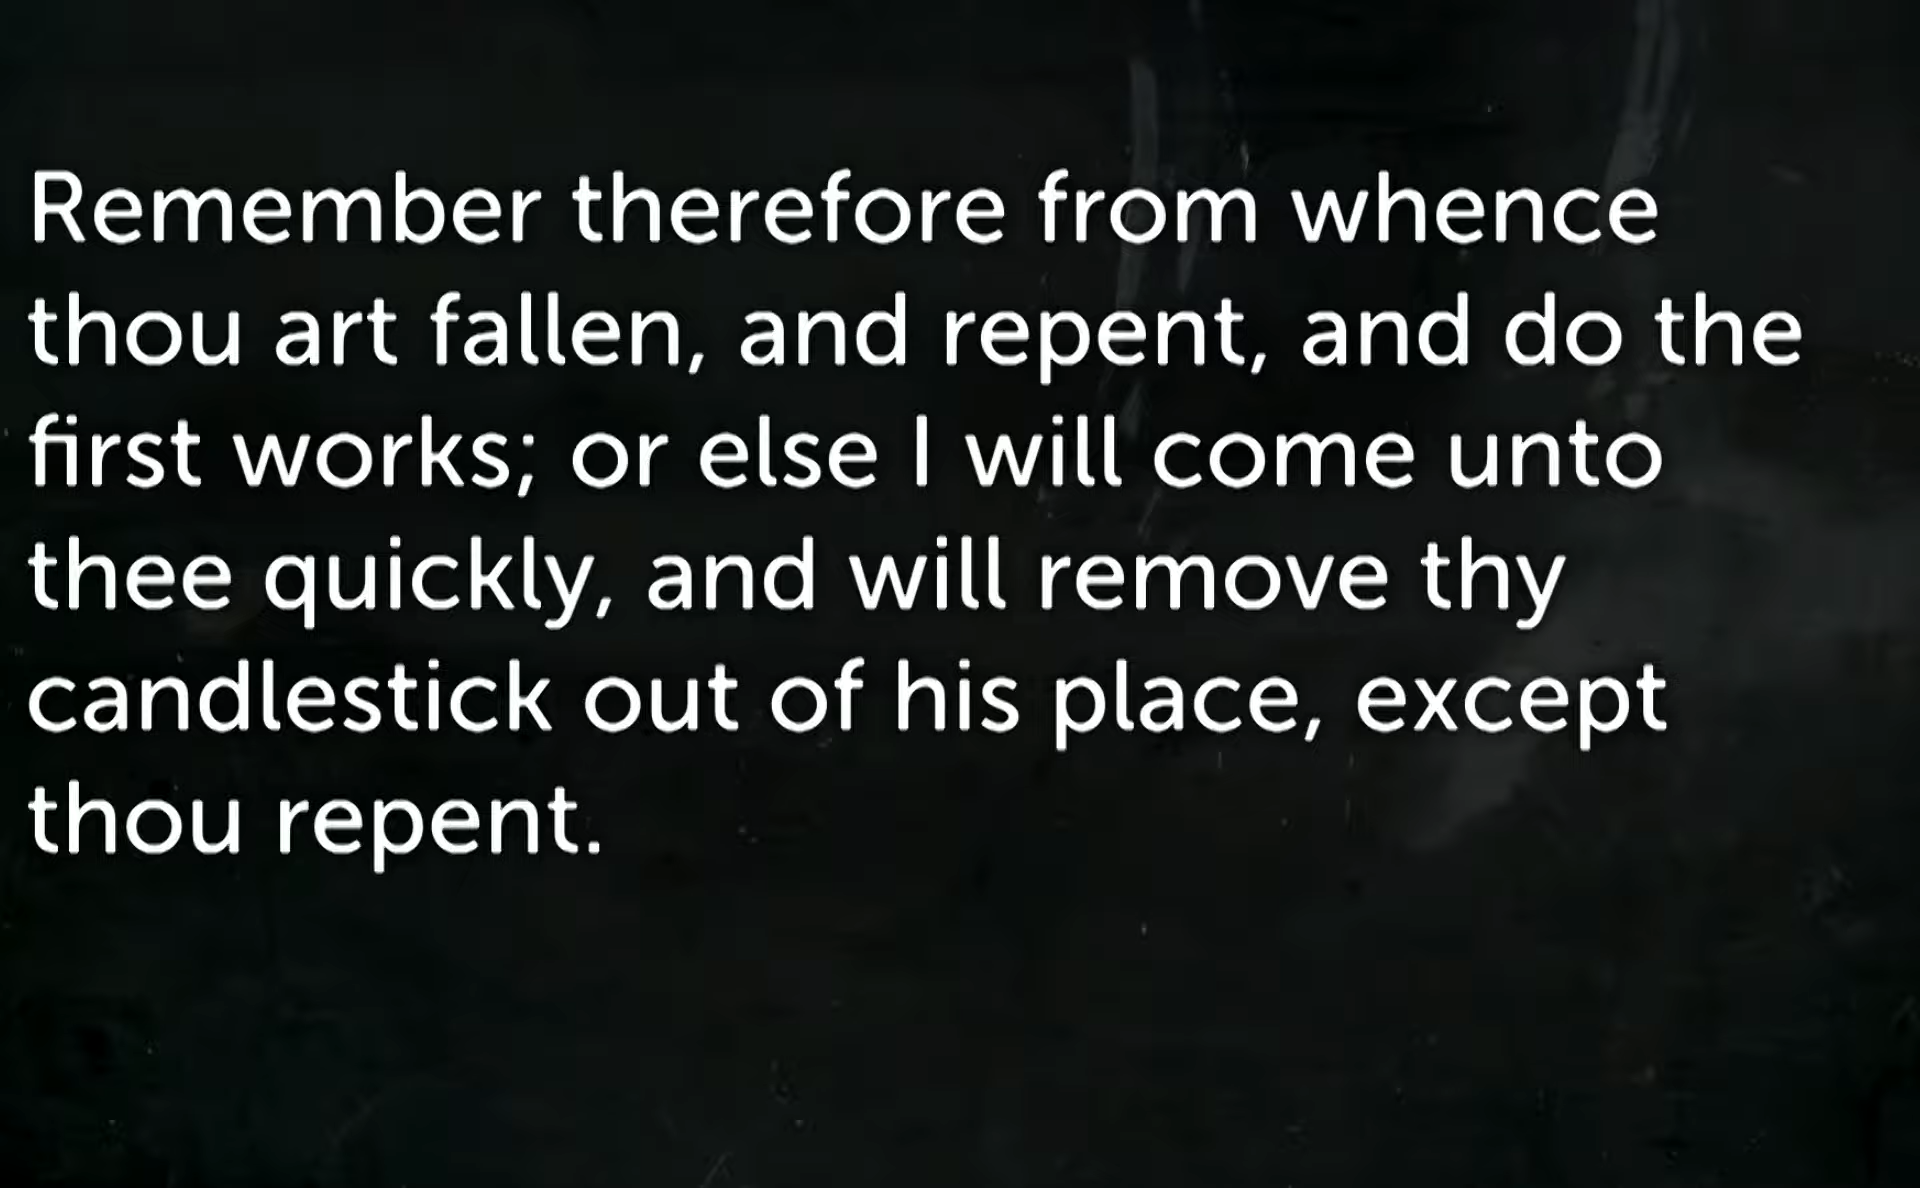 Remember therefore from whence
thou art fallen, and repent, and do the
first works; or else I will come unto
thee quickly, and will remove thy
candlestick out of his place, except
thou repent.